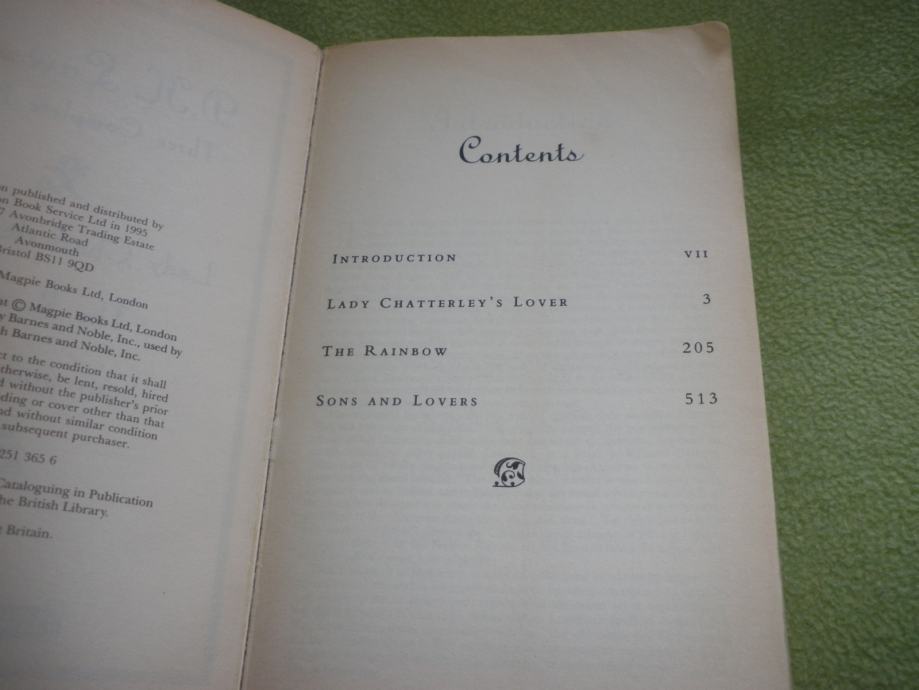 n published and distributed by
n Book Service Ltd in 1995
7 Avonbridge Trading Estate
Atlantic Road
Avonmouth
Bristol BS11 9QD
Magpie Books Ltd, London
ht © Magpie Books Ltd, London
y Barnes and Noble, Inc., used by
h Barnes and Noble, Inc.
ct to the condition that it shall
otherwise, be lent, resold, hired
d without the publisher's prior
ding or cover other than that
nd without similar condition
subsequent purchaser.
251 365 6
Cataloguing in Publication
he British Library.
t Britain.
Contents
INTRODUCTION VII
LADY CHATTERLEY'S LOVER 3
THE RAINBOW 205
SONS AND LOVERS 513